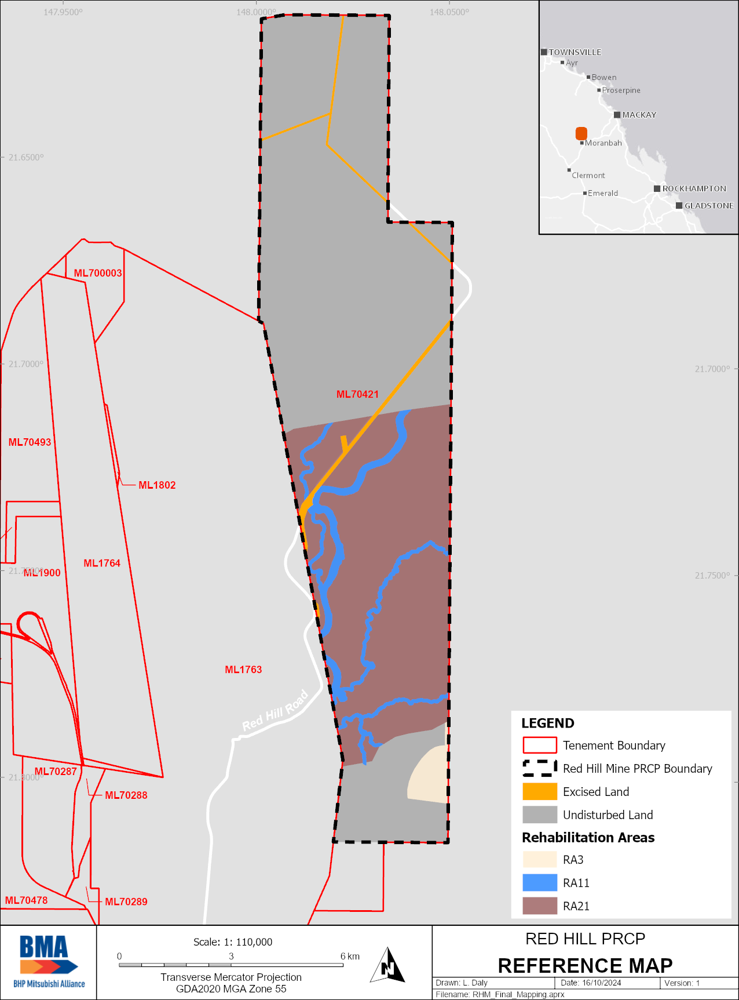 147.9500°
148.0000°
148.0500°
TOWNSVILLE
Ayr
Bowen
Proserpine
MACKAY
Moranbah
Clermont
ROCKHAMPTON
Emerald
GLADSTONE
21.6500°
ML700003
21.7000°
21.7000°
ML70421
ML70493
ML1802
ML1764
21.7500°
ML1900
21.7500°
ML1763
Red Hill Road
ML70287
21.8000°
ML70288
ML70478
ML70289
LEGEND
Tenement Boundary
Red Hill Mine PRCP Boundary
Excised Land
Undisturbed Land
Rehabilitation Areas
RA3
RA11
RA21
BMA
BHP Mitsubishi Alliance
Scale: 1: 110,000
0 3 6 km
Transverse Mercator Projection
GDA2020 MGA Zone 55
N
RED HILL PRCP
REFERENCE MAP
Drawn: L. Daly
Date: 16/10/2024
Version: 1
Filename: RHM_Final_Mapping.aprx